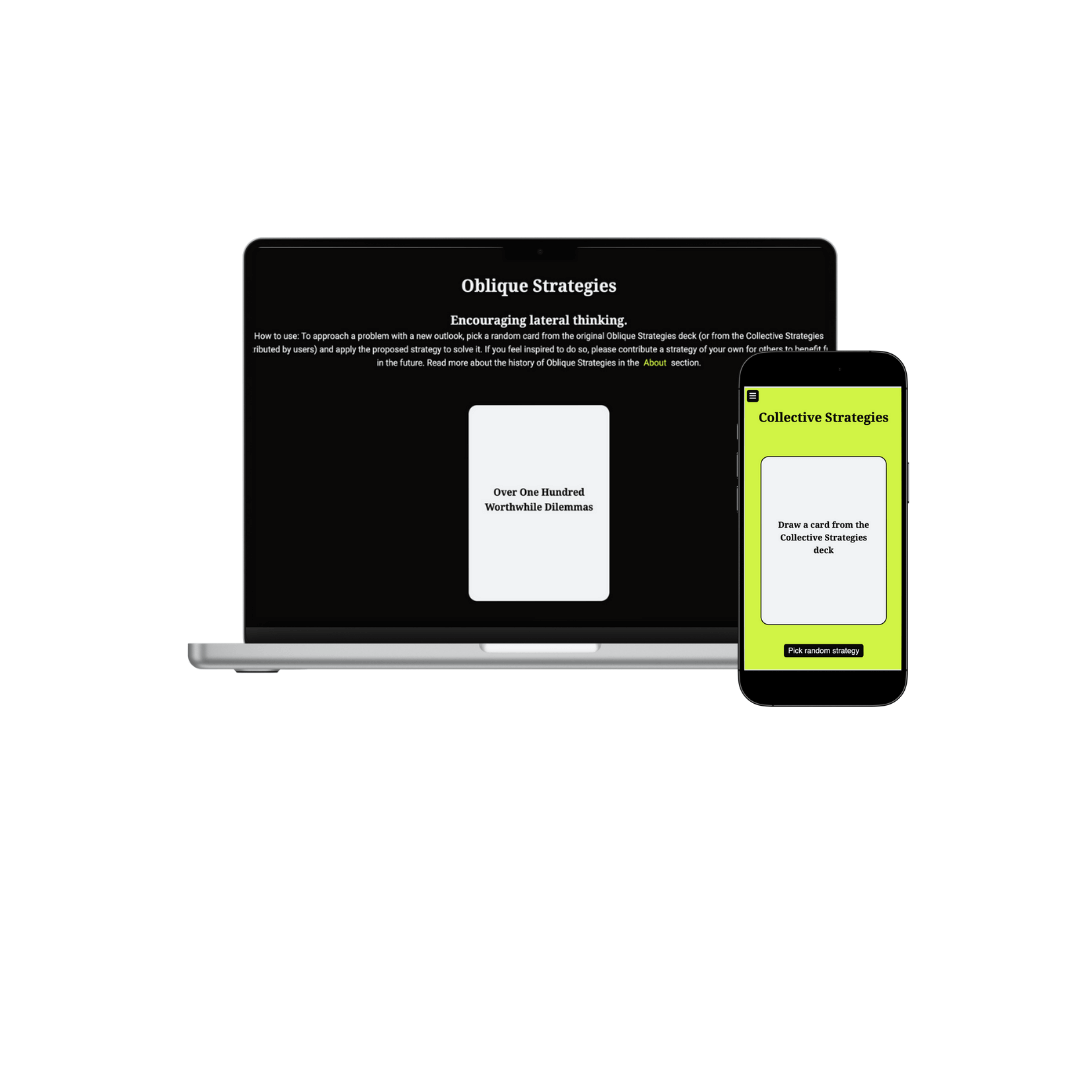 Oblique Strategies
Encouraging lateral thinking.
How to use: To approach a problem with a new outlook, pick a random card from the original Oblique Strategies deck (or from the Collective Strategies
ributed by users) and apply the proposed strategy to solve it. If you feel inspired to do so, please contribute a strategy of your own for others to benefit f
in the future. Read more about the history of Oblique Strategies in the About section.
Over One Hundred
Worthwhile Dilemmas
Collective Strategies
Draw a card from the
Collective Strategies
deck
Pick random strategy